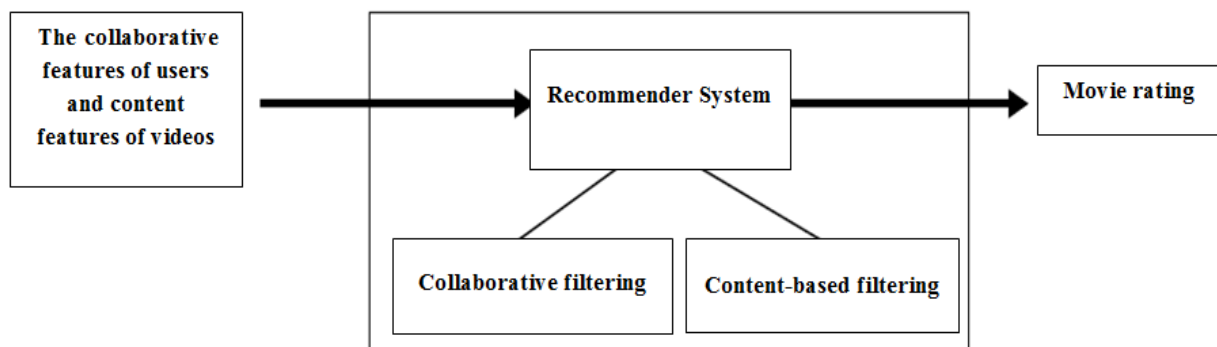 The collaborative
features of users
and content
features of videos
Recommender System
Movie rating
Collaborative filtering
Content-based filtering